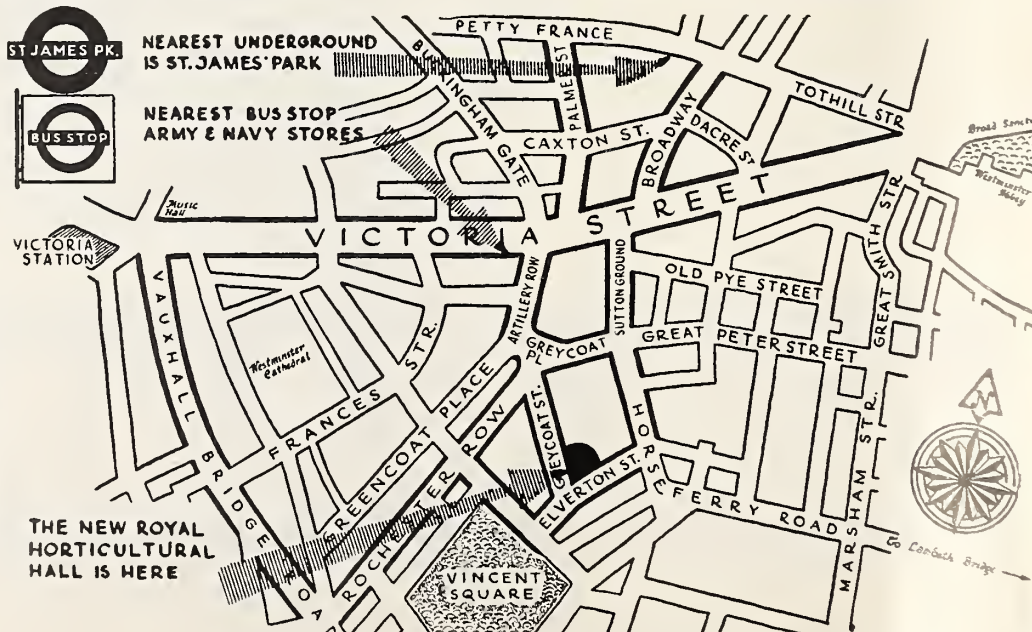 ST JAMES PK.
NEAREST UNDERGROUND
IS ST. JAMES' PARK
BUS STOP
NEAREST BUS STOP
ARMY & NAVY STORES
PETTY FRANCE
BUCKINGHAM GATE
PALMER ST
CAXTON ST.
BROADWAY
DACRE ST
TOTHILL STR
Westminster
Abbey
Music
Hall
VICTORIA
STATION
VICTORIA STREET
VAUXHALL BRIDGE ROA
Westminster
Cathedral
FRANCES STR.
ARTILLERY ROW
SUTTON GROUND
OLD PYE STREET
GREAT SMITH STR.
GREYCOAT
PL.
GREAT PETER STREET
GREENCOAT PLACE
ROCHESTER ROW
GREYCOAT ST.
ELVERTON ST.
HORSEFERRY ROAD
MARSHAM STR.
N
To Lambeth Bridge
THE NEW ROYAL
HORTICULTURAL
HALL IS HERE
VINCENT
SQUARE